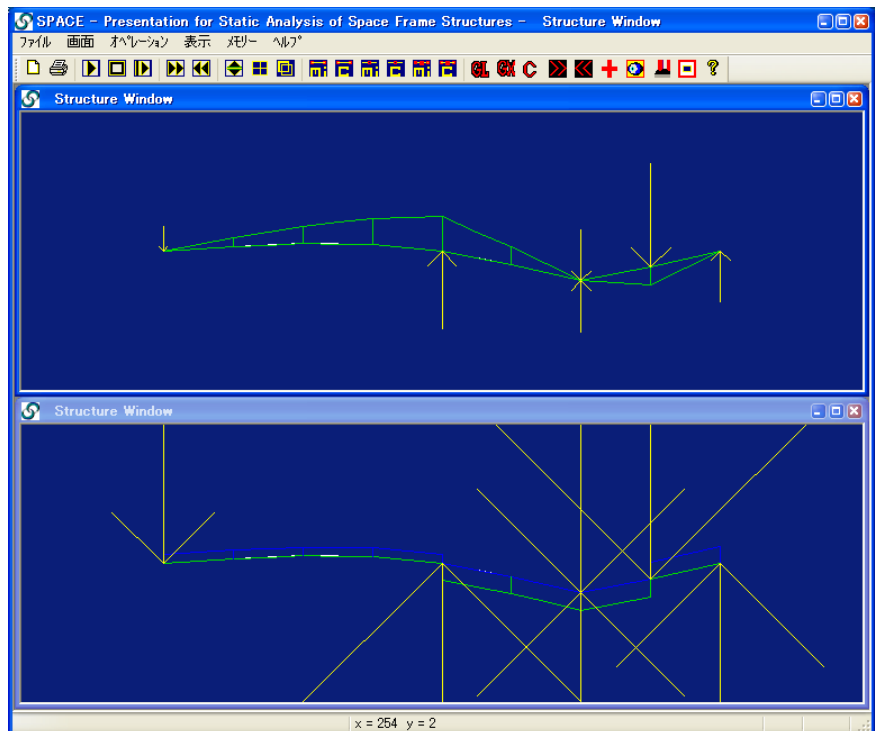 SPACE - Presentation for Static Analysis of Space Frame Structures - Structure Window
ファイル 画面 オペレーション 表示 メモリー ヘルプ
GL GX C
Structure Window
Structure Window
x = 254 y = 2